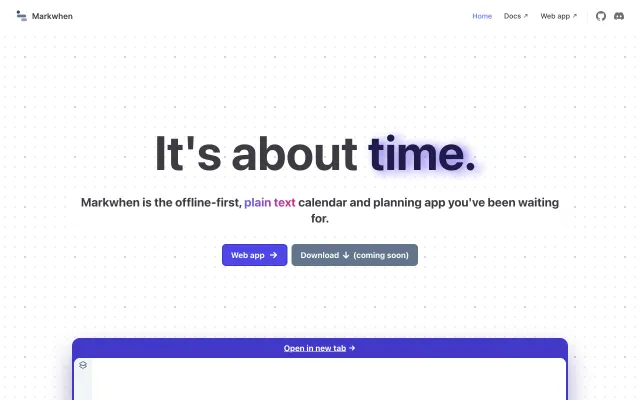 Markwhen
Home Docs ↗ Web app ↗
It's about time.
Markwhen is the offline-first, plain text calendar and planning app you've been waiting
for.
Web app →
Download ↓ (coming soon)
Open in new tab →